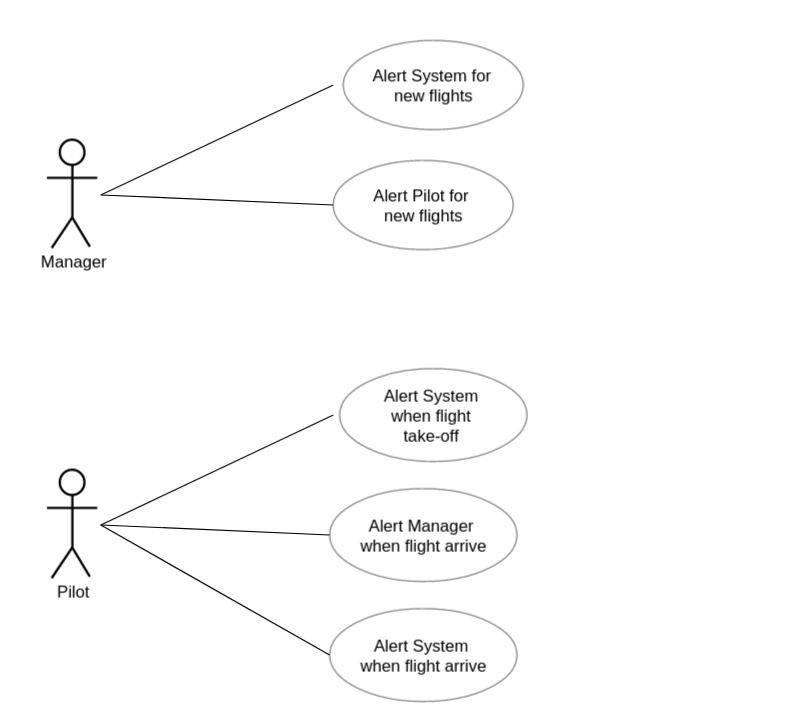 Alert System for
new flights
Alert Pilot for
new flights
Manager
Alert System
when flight
take-off
Alert Manager
when flight arrive
Pilot
Alert System
when flight arrive